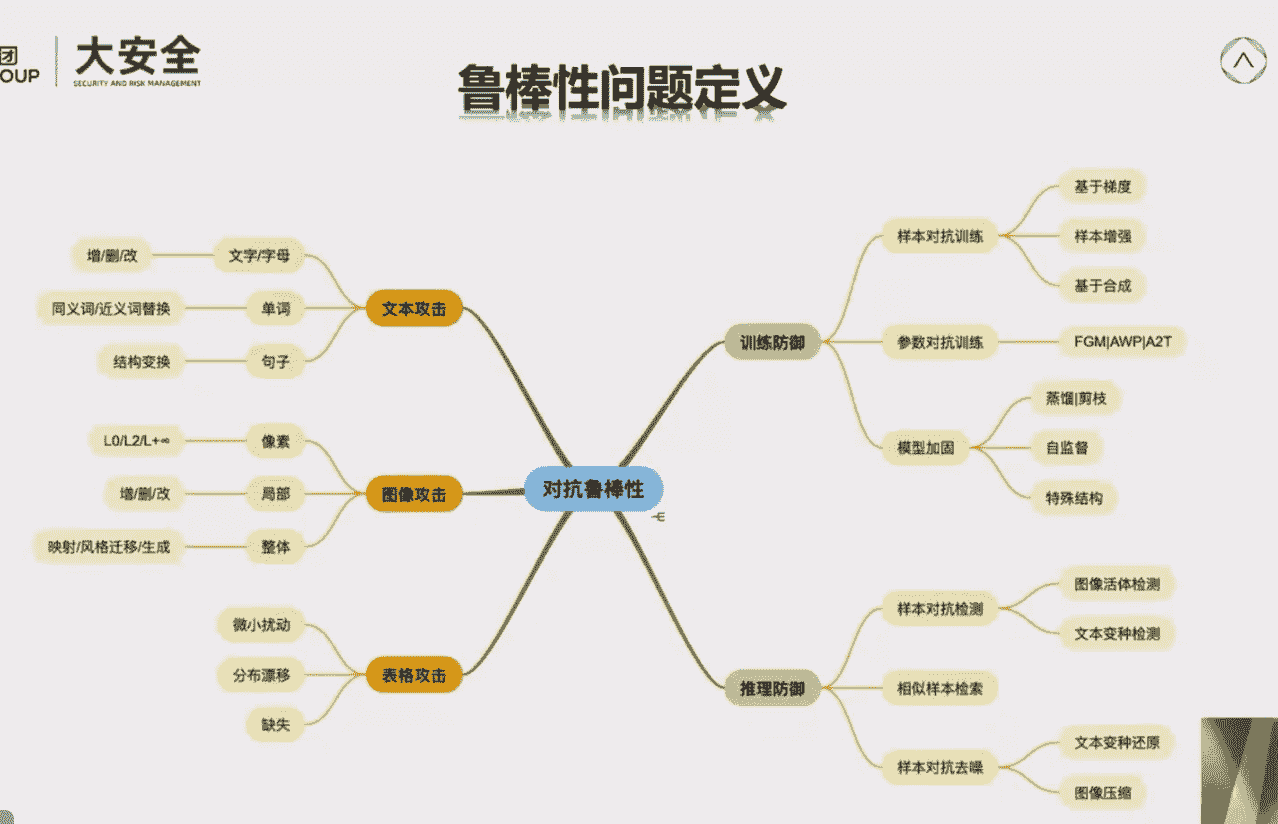 团
OUP
大安全
SECURITY AND RISK MANAGEMENT
鲁棒性问题定义
对抗鲁棒性
文本攻击
文字/字母
增/删/改
单词
同义词/近义词替换
句子
结构变换
图像攻击
像素
L0/L2/L+∞
局部
增/删/改
整体
映射/风格迁移/生成
表格攻击
微小扰动
分布漂移
缺失
训练防御
样本对抗训练
基于梯度
样本增强
基于合成
参数对抗训练
FGM|AWP|A2T
模型加固
蒸馏|剪枝
自监督
特殊结构
推理防御
样本对抗检测
图像活体检测
文本变种检测
相似样本检索
样本对抗去噪
文本变种还原
图像压缩